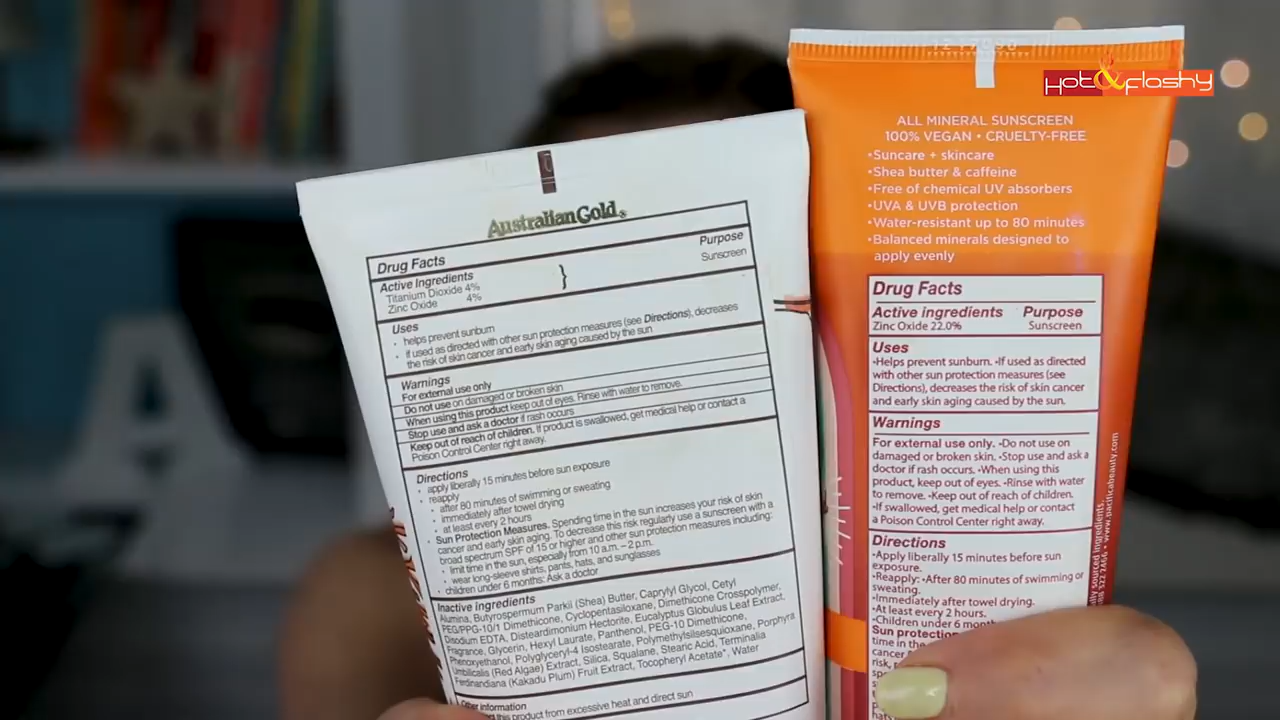 Hot & Flashy
AustralianGold®
Drug Facts
Active Ingredients
Purpose
Titanium Dioxide 4%
Zinc Oxide 4%
}
Sunscreen
Uses
• helps prevent sunburn
• if used as directed with other sun protection measures (see Directions), decreases
the risk of skin cancer and early skin aging caused by the sun
Warnings
For external use only
Do not use on damaged or broken skin
When using this product keep out of eyes. Rinse with water to remove.
Stop use and ask a doctor if rash occurs
Keep out of reach of children. If product is swallowed, get medical help or contact a
Poison Control Center right away.
Directions
• apply liberally 15 minutes before sun exposure
• reapply
• after 80 minutes of swimming or sweating
• immediately after towel drying
• at least every 2 hours
• Sun Protection Measures. Spending time in the sun increases your risk of skin
cancer and early skin aging. To decrease this risk regularly use a sunscreen with a
broad spectrum SPF of 15 or higher and other sun protection measures including:
• limit time in the sun, especially from 10 a.m. – 2 p.m.
• wear long-sleeve shirts, pants, hats, and sunglasses
• children under 6 months: Ask a doctor
Inactive ingredients
Alumina, Butyrospermum Parkii (Shea) Butter, Caprylyl Glycol, Cetyl
PEG/PPG-10/1 Dimethicone, Cyclopentasiloxane, Dimethicone Crosspolymer,
Disodium EDTA, Disteardimonium Hectorite, Eucalyptus Globulus Leaf Extract,
Fragrance, Glycerin, Hexyl Laurate, Panthenol, PEG-10 Dimethicone,
Phenoxyethanol, Polyglyceryl-4 Isostearate, Polymethylsilsesquioxane, Porphyra
Umbilicalis (Red Algae) Extract, Silica, Squalane, Stearic Acid, Terminalia
Ferdinandiana (Kakadu Plum) Fruit Extract, Tocopheryl Acetate*, Water
Other information
this product from excessive heat and direct sun
ALL MINERAL SUNSCREEN
100% VEGAN • CRUELTY-FREE
•Suncare + skincare
•Shea butter & caffeine
•Free of chemical UV absorbers
•UVA & UVB protection
•Water-resistant up to 80 minutes
•Balanced minerals designed to
apply evenly
Drug Facts
Active ingredients Purpose
Zinc Oxide 22.0% Sunscreen
Uses
•Helps prevent sunburn. •If used as directed
with other sun protection measures (see
Directions), decreases the risk of skin cancer
and early skin aging caused by the sun.
Warnings
For external use only. •Do not use on
damaged or broken skin. •Stop use and ask a
doctor if rash occurs. •When using this
product, keep out of eyes. •Rinse with water
to remove. •Keep out of reach of children.
•If swallowed, get medical help or contact
a Poison Control Center right away.
Directions
•Apply liberally 15 minutes before sun
exposure.
•Reapply: •After 80 minutes of swimming or
sweating.
•Immediately after towel drying.
•At least every 2 hours.
•Children under 6
Sun protection
time in the
cancer
risk,
sourced ingredients.
• www.pacificabeauty.com
A